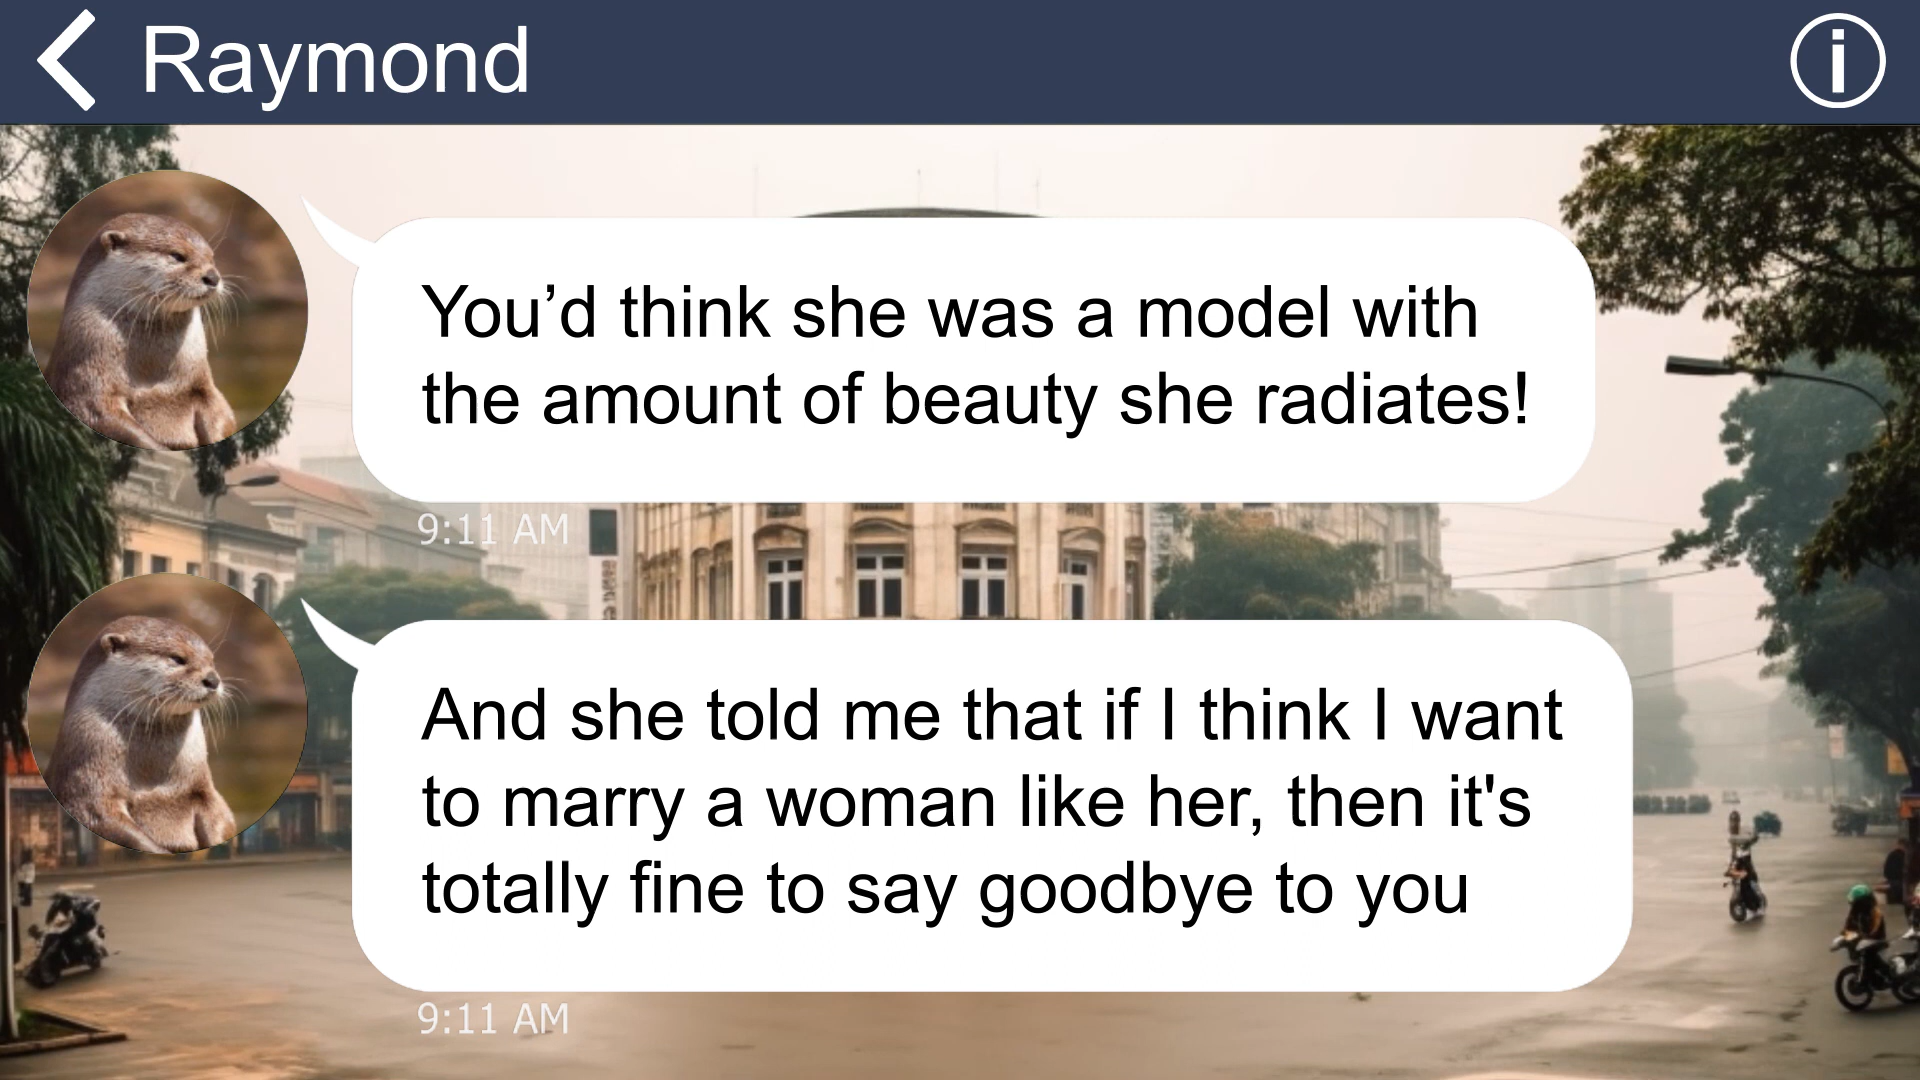 Raymond
You’d think she was a model with
the amount of beauty she radiates!
9:11 AM
And she told me that if I think I want
to marry a woman like her, then it's
totally fine to say goodbye to you
9:11 AM